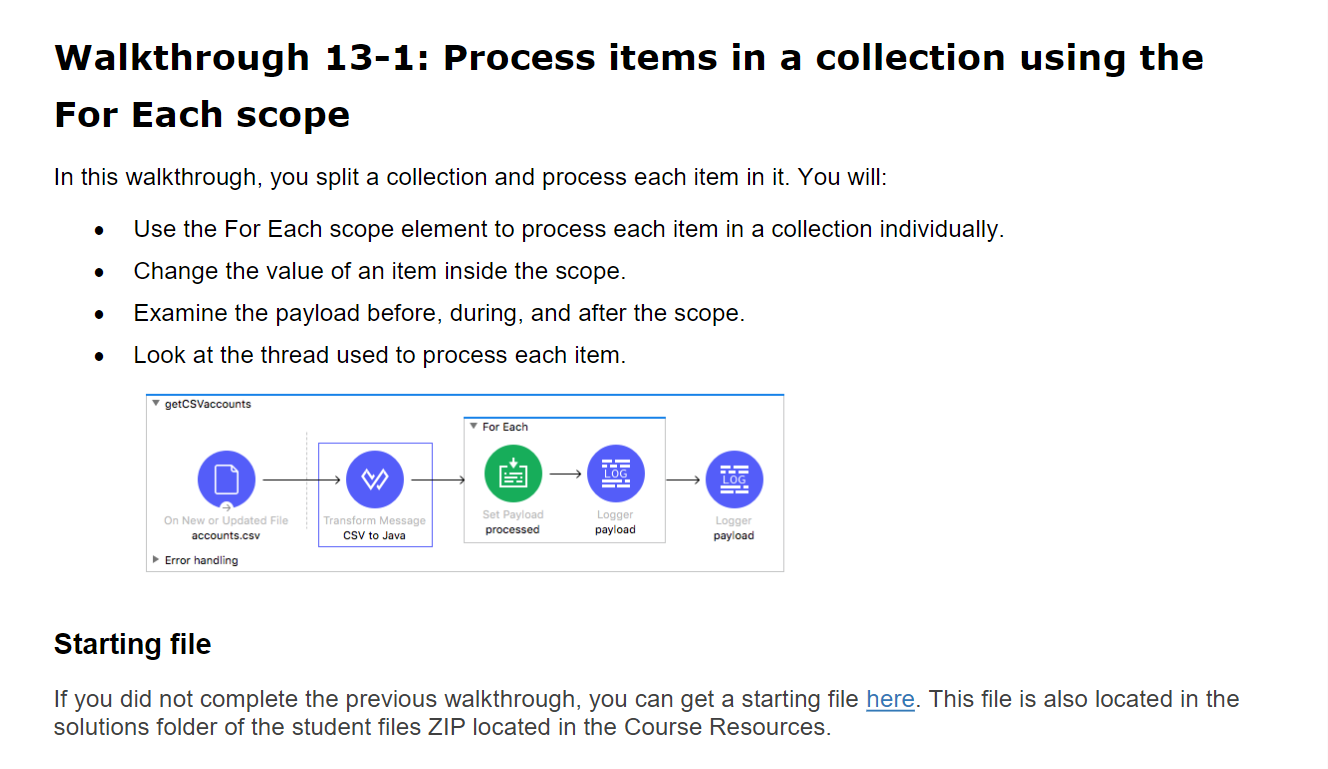 Walkthrough 13-1: Process items in a collection using the
For Each scope
In this walkthrough, you split a collection and process each item in it. You will:
• Use the For Each scope element to process each item in a collection individually.
• Change the value of an item inside the scope.
• Examine the payload before, during, and after the scope.
• Look at the thread used to process each item.
getCSVaccounts
For Each
LOG
LOG
On New or Updated File
accounts.csv
Transform Message
CSV to Java
Set Payload
processed
Logger
payload
Logger
payload
Error handling
Starting file
If you did not complete the previous walkthrough, you can get a starting file here. This file is also located in the
solutions folder of the student files ZIP located in the Course Resources.